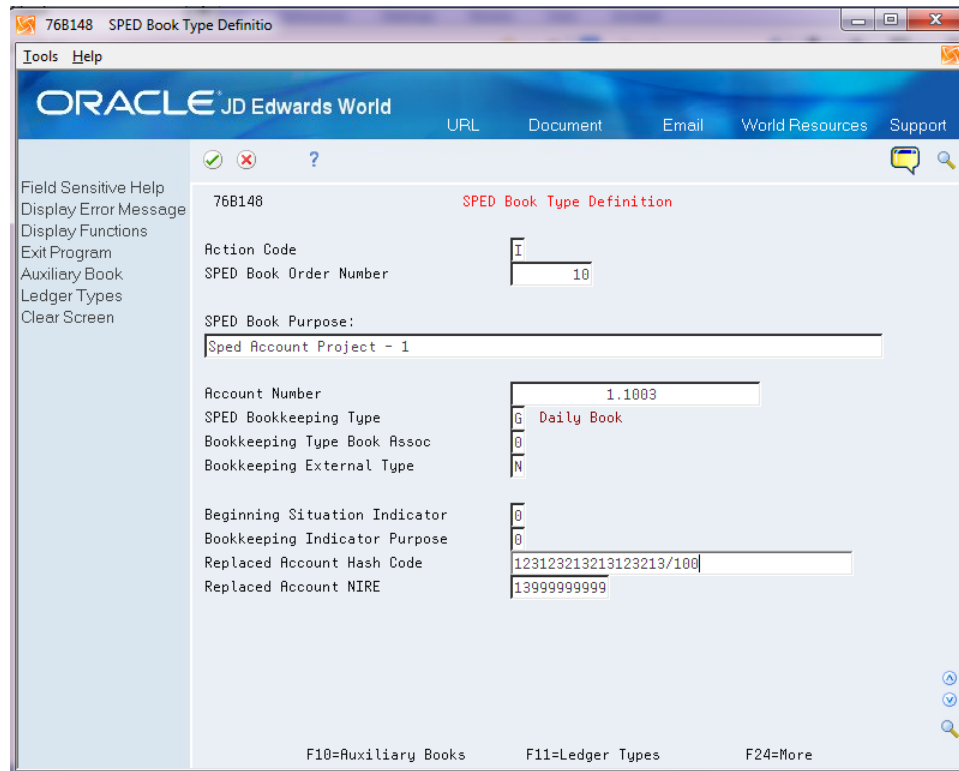 76B148 SPED Book Type Definitio
Tools Help
ORACLE JD Edwards World
URL Document Email World Resources Support
?
Field Sensitive Help
Display Error Message
Display Functions
Exit Program
Auxiliary Book
Ledger Types
Clear Screen
76B148 SPED Book Type Definition
Action Code I
SPED Book Order Number 10
SPED Book Purpose:
Sped Account Project - 1
Account Number 1.1003
SPED Bookkeeping Type G Daily Book
Bookkeeping Type Book Assoc 0
Bookkeeping External Type N
Beginning Situation Indicator 0
Bookkeeping Indicator Purpose 0
Replaced Account Hash Code 123123213213123213/100
Replaced Account NIRE 13999999999
F10=Auxiliary Books F11=Ledger Types F24=More